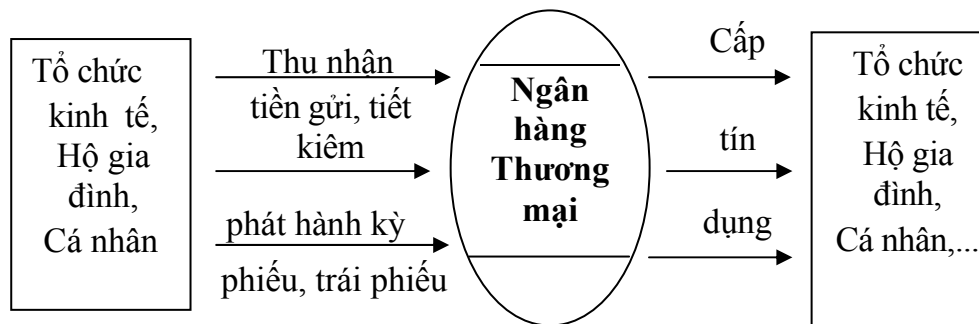 Tổ chức
kinh tế,
Hộ gia
đình,
Cá nhân
Thu nhận
tiền gửi, tiết
kiêm
phát hành kỳ
phiếu, trái phiếu
Ngân
hàng
Thương
mại
Cấp
tín
dụng
Tổ chức
kinh tế,
Hộ gia
đình,
Cá nhân,...